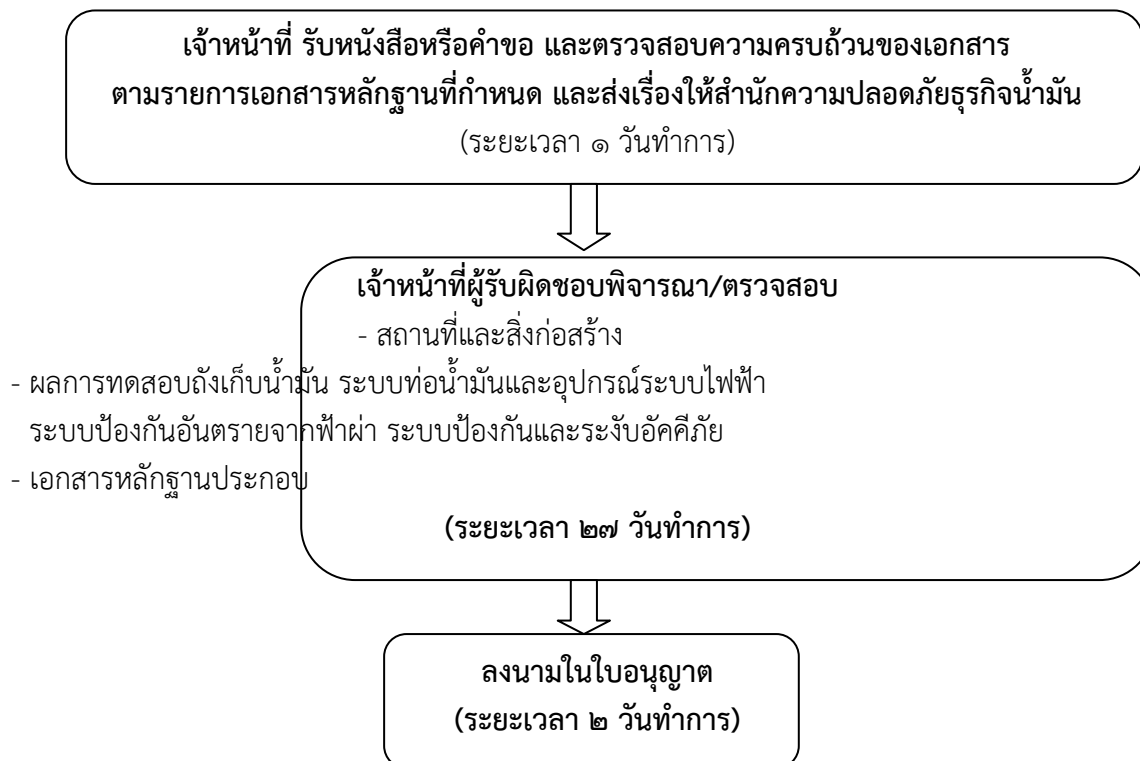 เจ้าหน้าที่ รับหนังสือหรือคำขอ และตรวจสอบความครบถ้วนของเอกสาร
ตามรายการเอกสารหลักฐานที่กำหนด และส่งเรื่องให้สำนักความปลอดภัยธุรกิจน้ำมัน
(ระยะเวลา ๑ วันทำการ)
เจ้าหน้าที่ผู้รับผิดชอบพิจารณา/ตรวจสอบ
- สถานที่และสิ่งก่อสร้าง
- ผลการทดสอบถังเก็บน้ำมัน ระบบท่อน้ำมันและอุปกรณ์ระบบไฟฟ้า
ระบบป้องกันอันตรายจากฟ้าผ่า ระบบป้องกันและระงับอัคคีภัย
- เอกสารหลักฐานประกอบ
(ระยะเวลา ๒๗ วันทำการ)
ลงนามในใบอนุญาต
(ระยะเวลา ๒ วันทำการ)